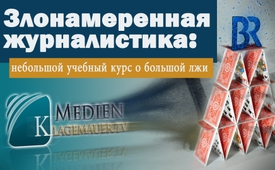 Злонамеренная
журналистика:
небольшой учебный курс о большой лжи
BR
MEDIEN
KLAGEMAUER.TV